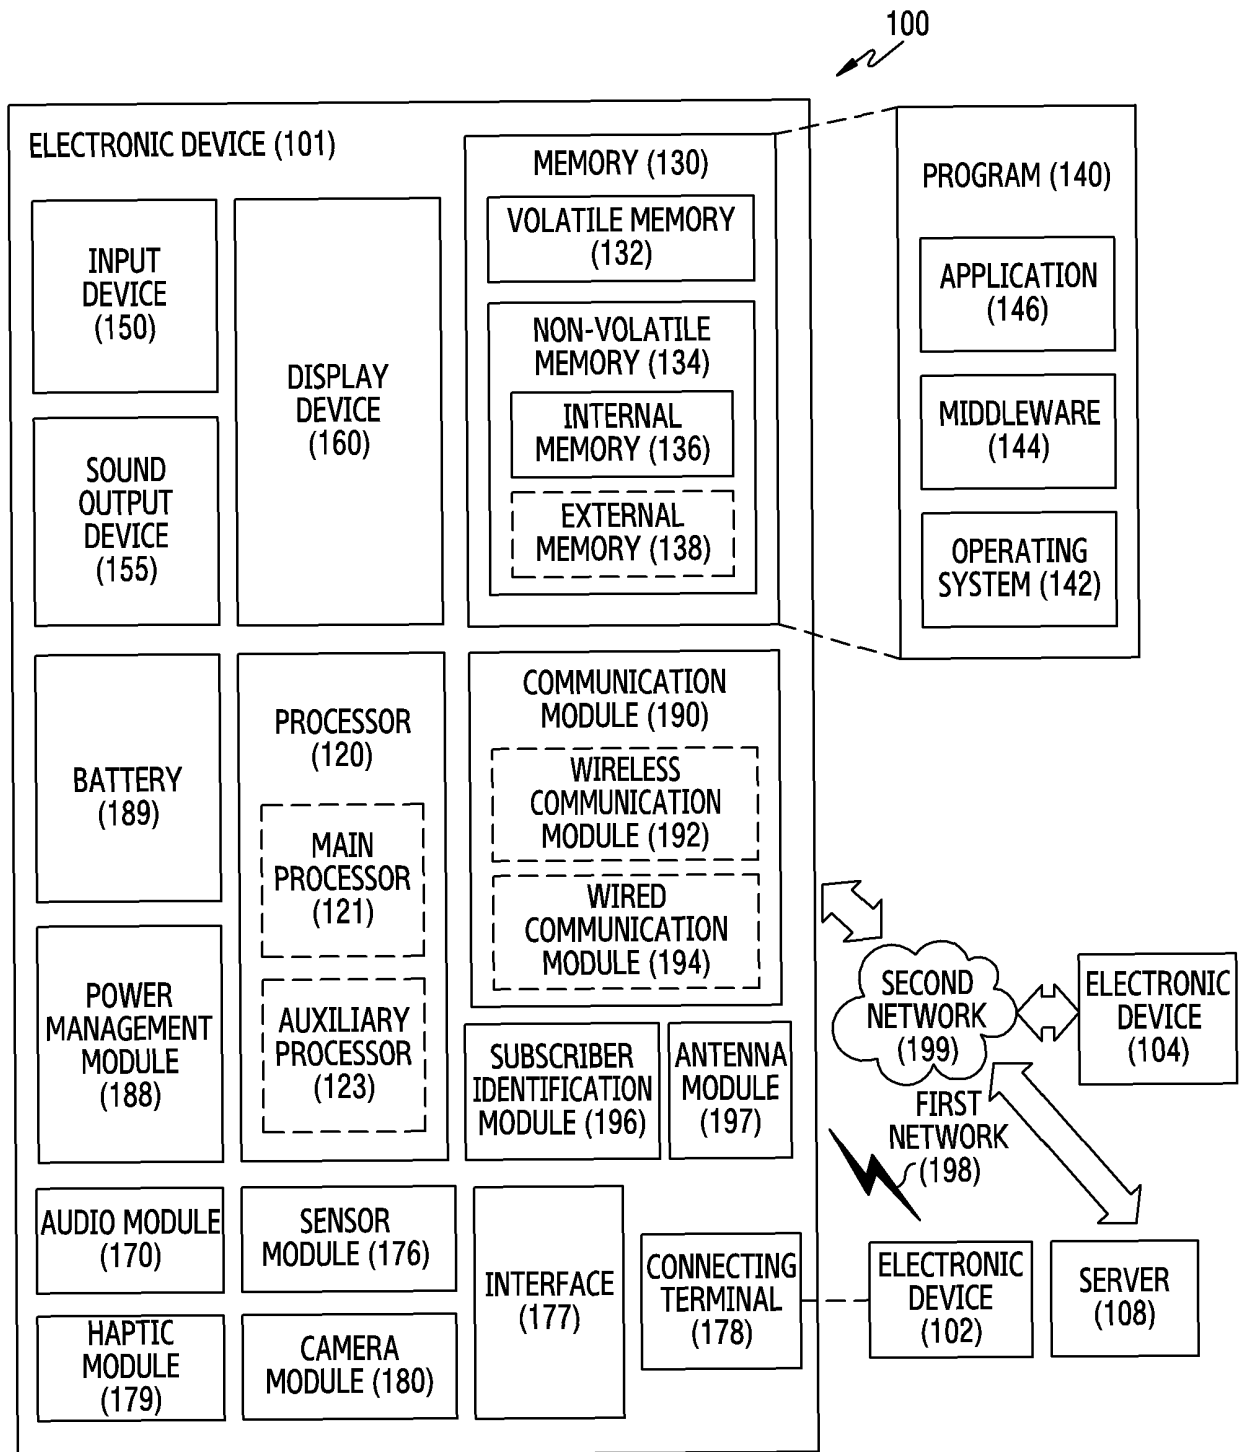 100
ELECTRONIC DEVICE (101)
INPUT
DEVICE
(150)
SOUND
OUTPUT
DEVICE
(155)
DISPLAY
DEVICE
(160)
MEMORY (130)
VOLATILE MEMORY
(132)
NON-VOLATILE
MEMORY (134)
INTERNAL
MEMORY (136)
EXTERNAL
MEMORY (138)
PROGRAM (140)
APPLICATION
(146)
MIDDLEWARE
(144)
OPERATING
SYSTEM (142)
BATTERY
(189)
POWER
MANAGEMENT
MODULE
(188)
PROCESSOR
(120)
MAIN
PROCESSOR
(121)
AUXILIARY
PROCESSOR
(123)
COMMUNICATION
MODULE (190)
WIRELESS
COMMUNICATION
MODULE (192)
WIRED
COMMUNICATION
MODULE (194)
SUBSCRIBER
IDENTIFICATION
MODULE (196)
ANTENNA
MODULE
(197)
SECOND
NETWORK
(199)
ELECTRONIC
DEVICE
(104)
FIRST
NETWORK
(198)
AUDIO MODULE
(170)
SENSOR
MODULE (176)
INTERFACE
(177)
CONNECTING
TERMINAL
(178)
ELECTRONIC
DEVICE
(102)
SERVER
(108)
HAPTIC
MODULE
(179)
CAMERA
MODULE (180)